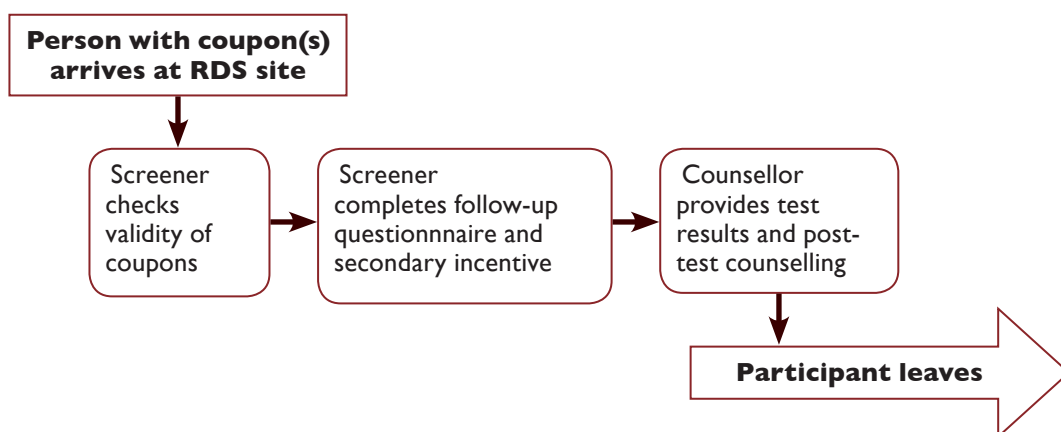 Person with coupon(s)
arrives at RDS site
Screener
checks
validity of
coupons
Screener
completes follow-up
questionnnaire and
secondary incentive
Counsellor
provides test
results and post-
test counselling
Participant leaves